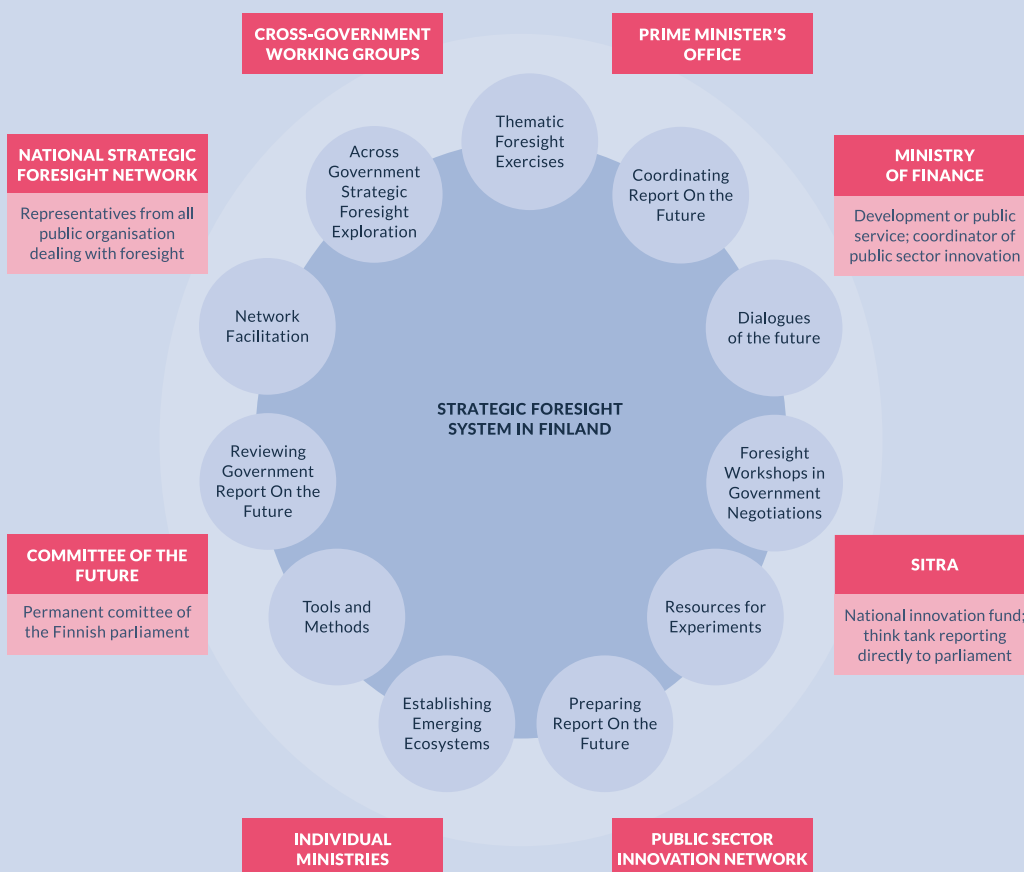 CROSS-GOVERNMENT
WORKING GROUPS
PRIME MINISTER'S
OFFICE
NATIONAL STRATEGIC
FORESIGHT NETWORK
Representatives from all
public organisation
dealing with foresight
MINISTRY
OF FINANCE
Development or public
service; coordinator of
public sector innovation
Thematic
Foresight
Exercises
Across
Government
Strategic
Foresight
Exploration
Coordinating
Report On the
Future
Network
Facilitation
Dialogues
of the future
STRATEGIC FORESIGHT
SYSTEM IN FINLAND
Reviewing
Government
Report On the
Future
Foresight
Workshops in
Government
Negotiations
COMMITTEE OF THE
FUTURE
Permanent comittee of
the Finnish parliament
SITRA
National innovation fund;
think tank reporting
directly to parliament
Tools and
Methods
Resources for
Experiments
Establishing
Emerging
Ecosystems
Preparing
Report On the
Future
INDIVIDUAL
MINISTRIES
PUBLIC SECTOR
INNOVATION NETWORK